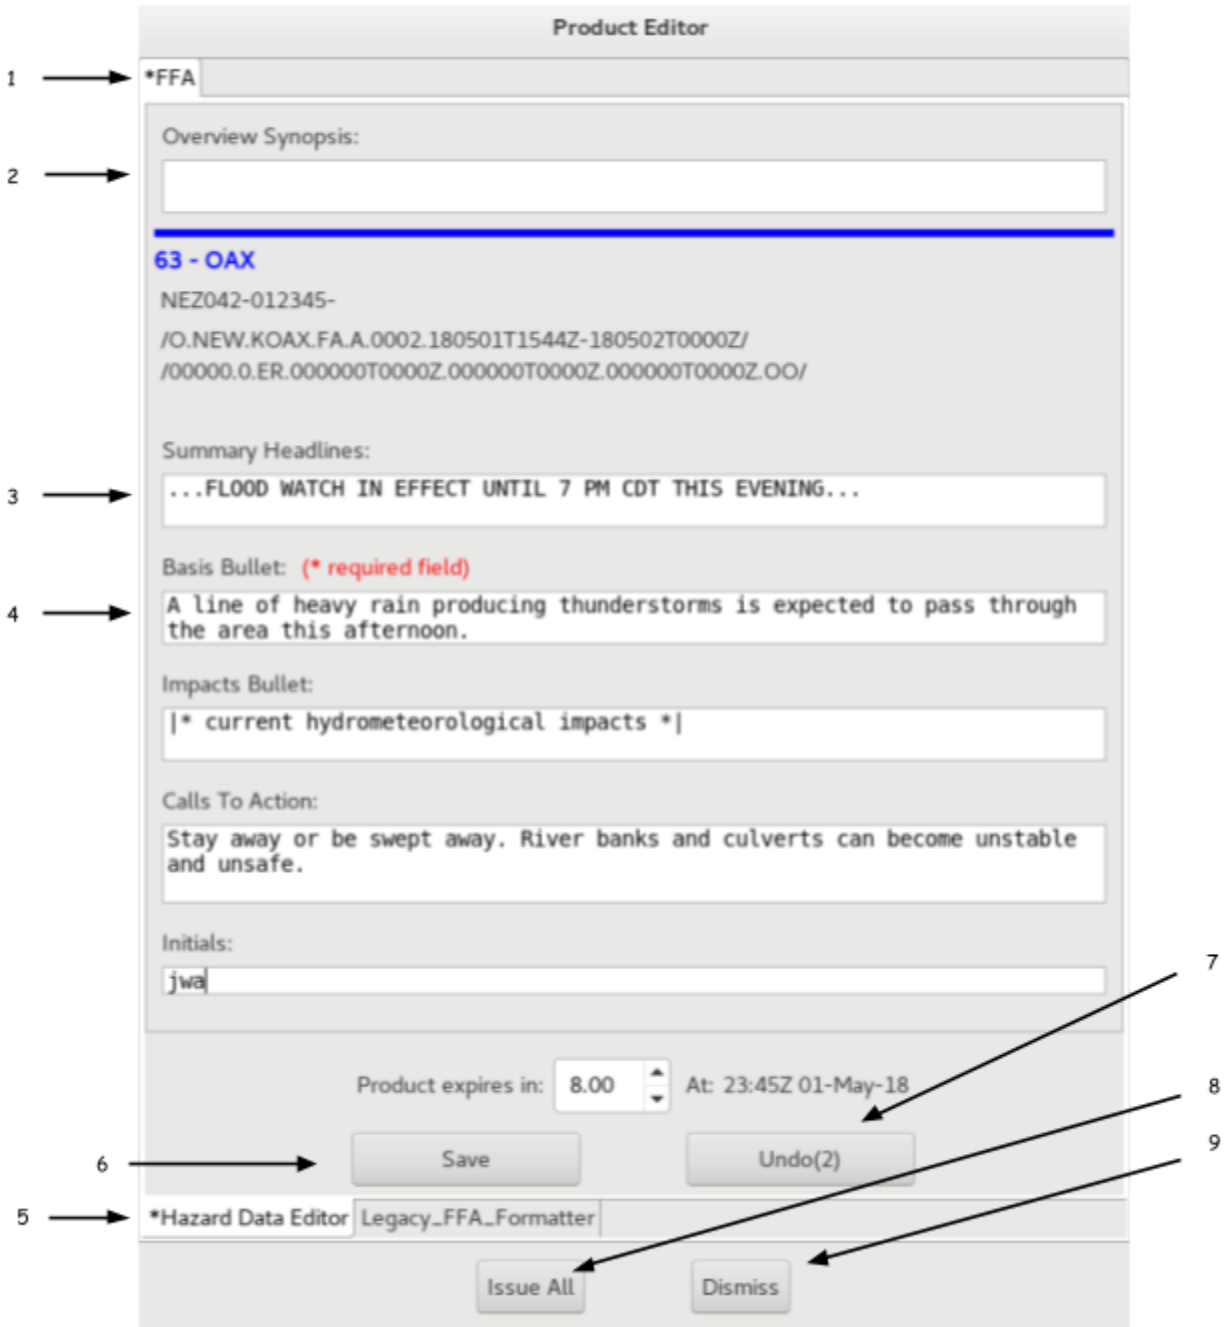 Product Editor
1
*FFA
Overview Synopsis:
2
63 - OAX
NEZ042-012345-
/O.NEW.KOAX.FA.A.0002.180501T1544Z-180502T0000Z/
/00000.0.ER.000000T0000Z.000000T0000Z.000000T0000Z.OO/
Summary Headlines:
3
...FLOOD WATCH IN EFFECT UNTIL 7 PM CDT THIS EVENING...
Basis Bullet: (* required field)
4
A line of heavy rain producing thunderstorms is expected to pass through
the area this afternoon.
Impacts Bullet:
|* current hydrometeorological impacts *|
Calls To Action:
Stay away or be swept away. River banks and culverts can become unstable
and unsafe.
Initials:
jwa
7
Product expires in: 8.00 At: 23:45Z 01-May-18
8
9
6
Save Undo(2)
5
*Hazard Data Editor Legacy_FFA_Formatter
Issue All Dismiss